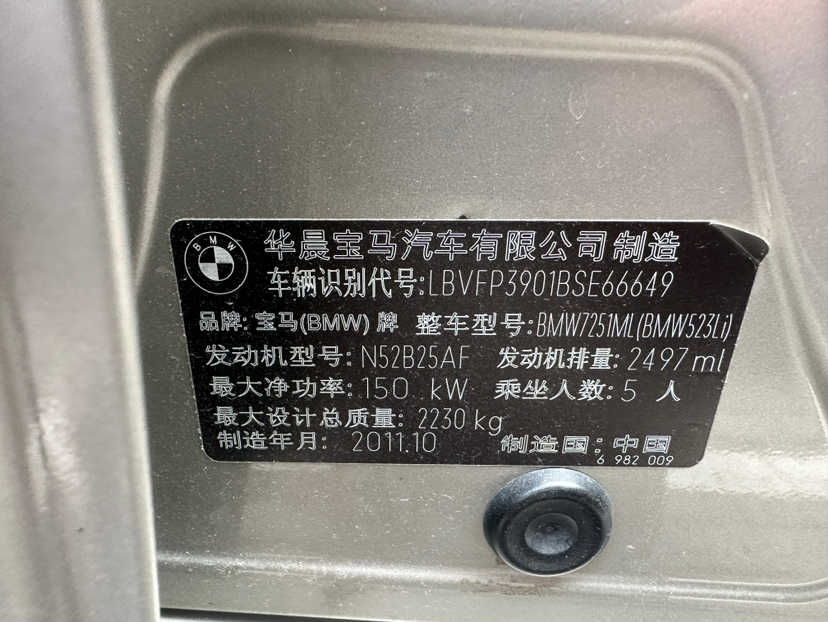 BMW
华晨宝马汽车有限公司制造
车辆识别代号:LBVFP3901BSE66649
品牌:宝马(BMW)牌 整车型号:BMW7251ML(BMW523Li)
发动机型号:N52B25AF 发动机排量:2497ml
最大净功率:150 kW 乘坐人数:5 人
最大设计总质量:2230kg
制造年月: 2011.10 制造国:中国
6 982 009